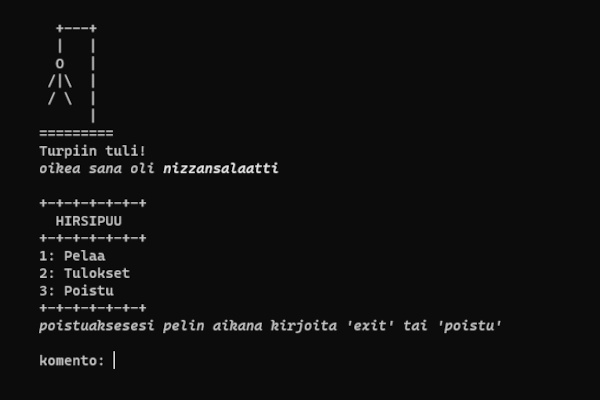 +---+
|   |
O   |
/|\  |
/ \  |
|
=========
Turpiin tuli!
oikea sana oli nizzansalaatti
+-+-+-+-+-+-+
HIRSIPUU
+-+-+-+-+-+-+
1: Pelaa
2: Tulokset
3: Poistu
+-+-+-+-+-+-+
poistuaksesesi pelin aikana kirjoita 'exit' tai 'poistu'
komento: